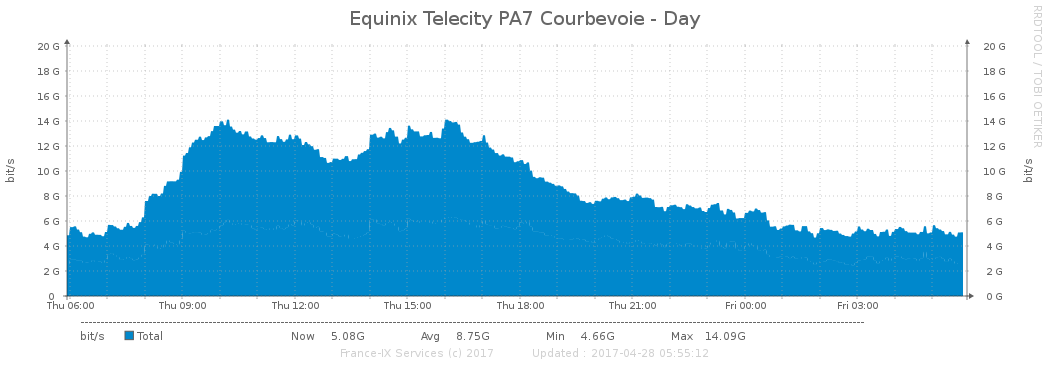 Equinix Telecity PA7 Courbevoie - Day
RRDTOOL / TOBI OETIKER
bit/s
20 G 20 G
18 G 18 G
16 G 16 G
14 G 14 G
12 G 12 G
10 G 10 G
8 G 8 G
6 G 6 G
4 G 4 G
2 G 2 G
0 0 G
bit/s
Thu 06:00 Thu 09:00 Thu 12:00 Thu 15:00 Thu 18:00 Thu 21:00 Fri 00:00 Fri 03:00
bit/s Total Now 5.08G Avg 8.75G Min 4.66G Max 14.09G
France-IX Services (c) 2017 Updated : 2017-04-28 05:55:12